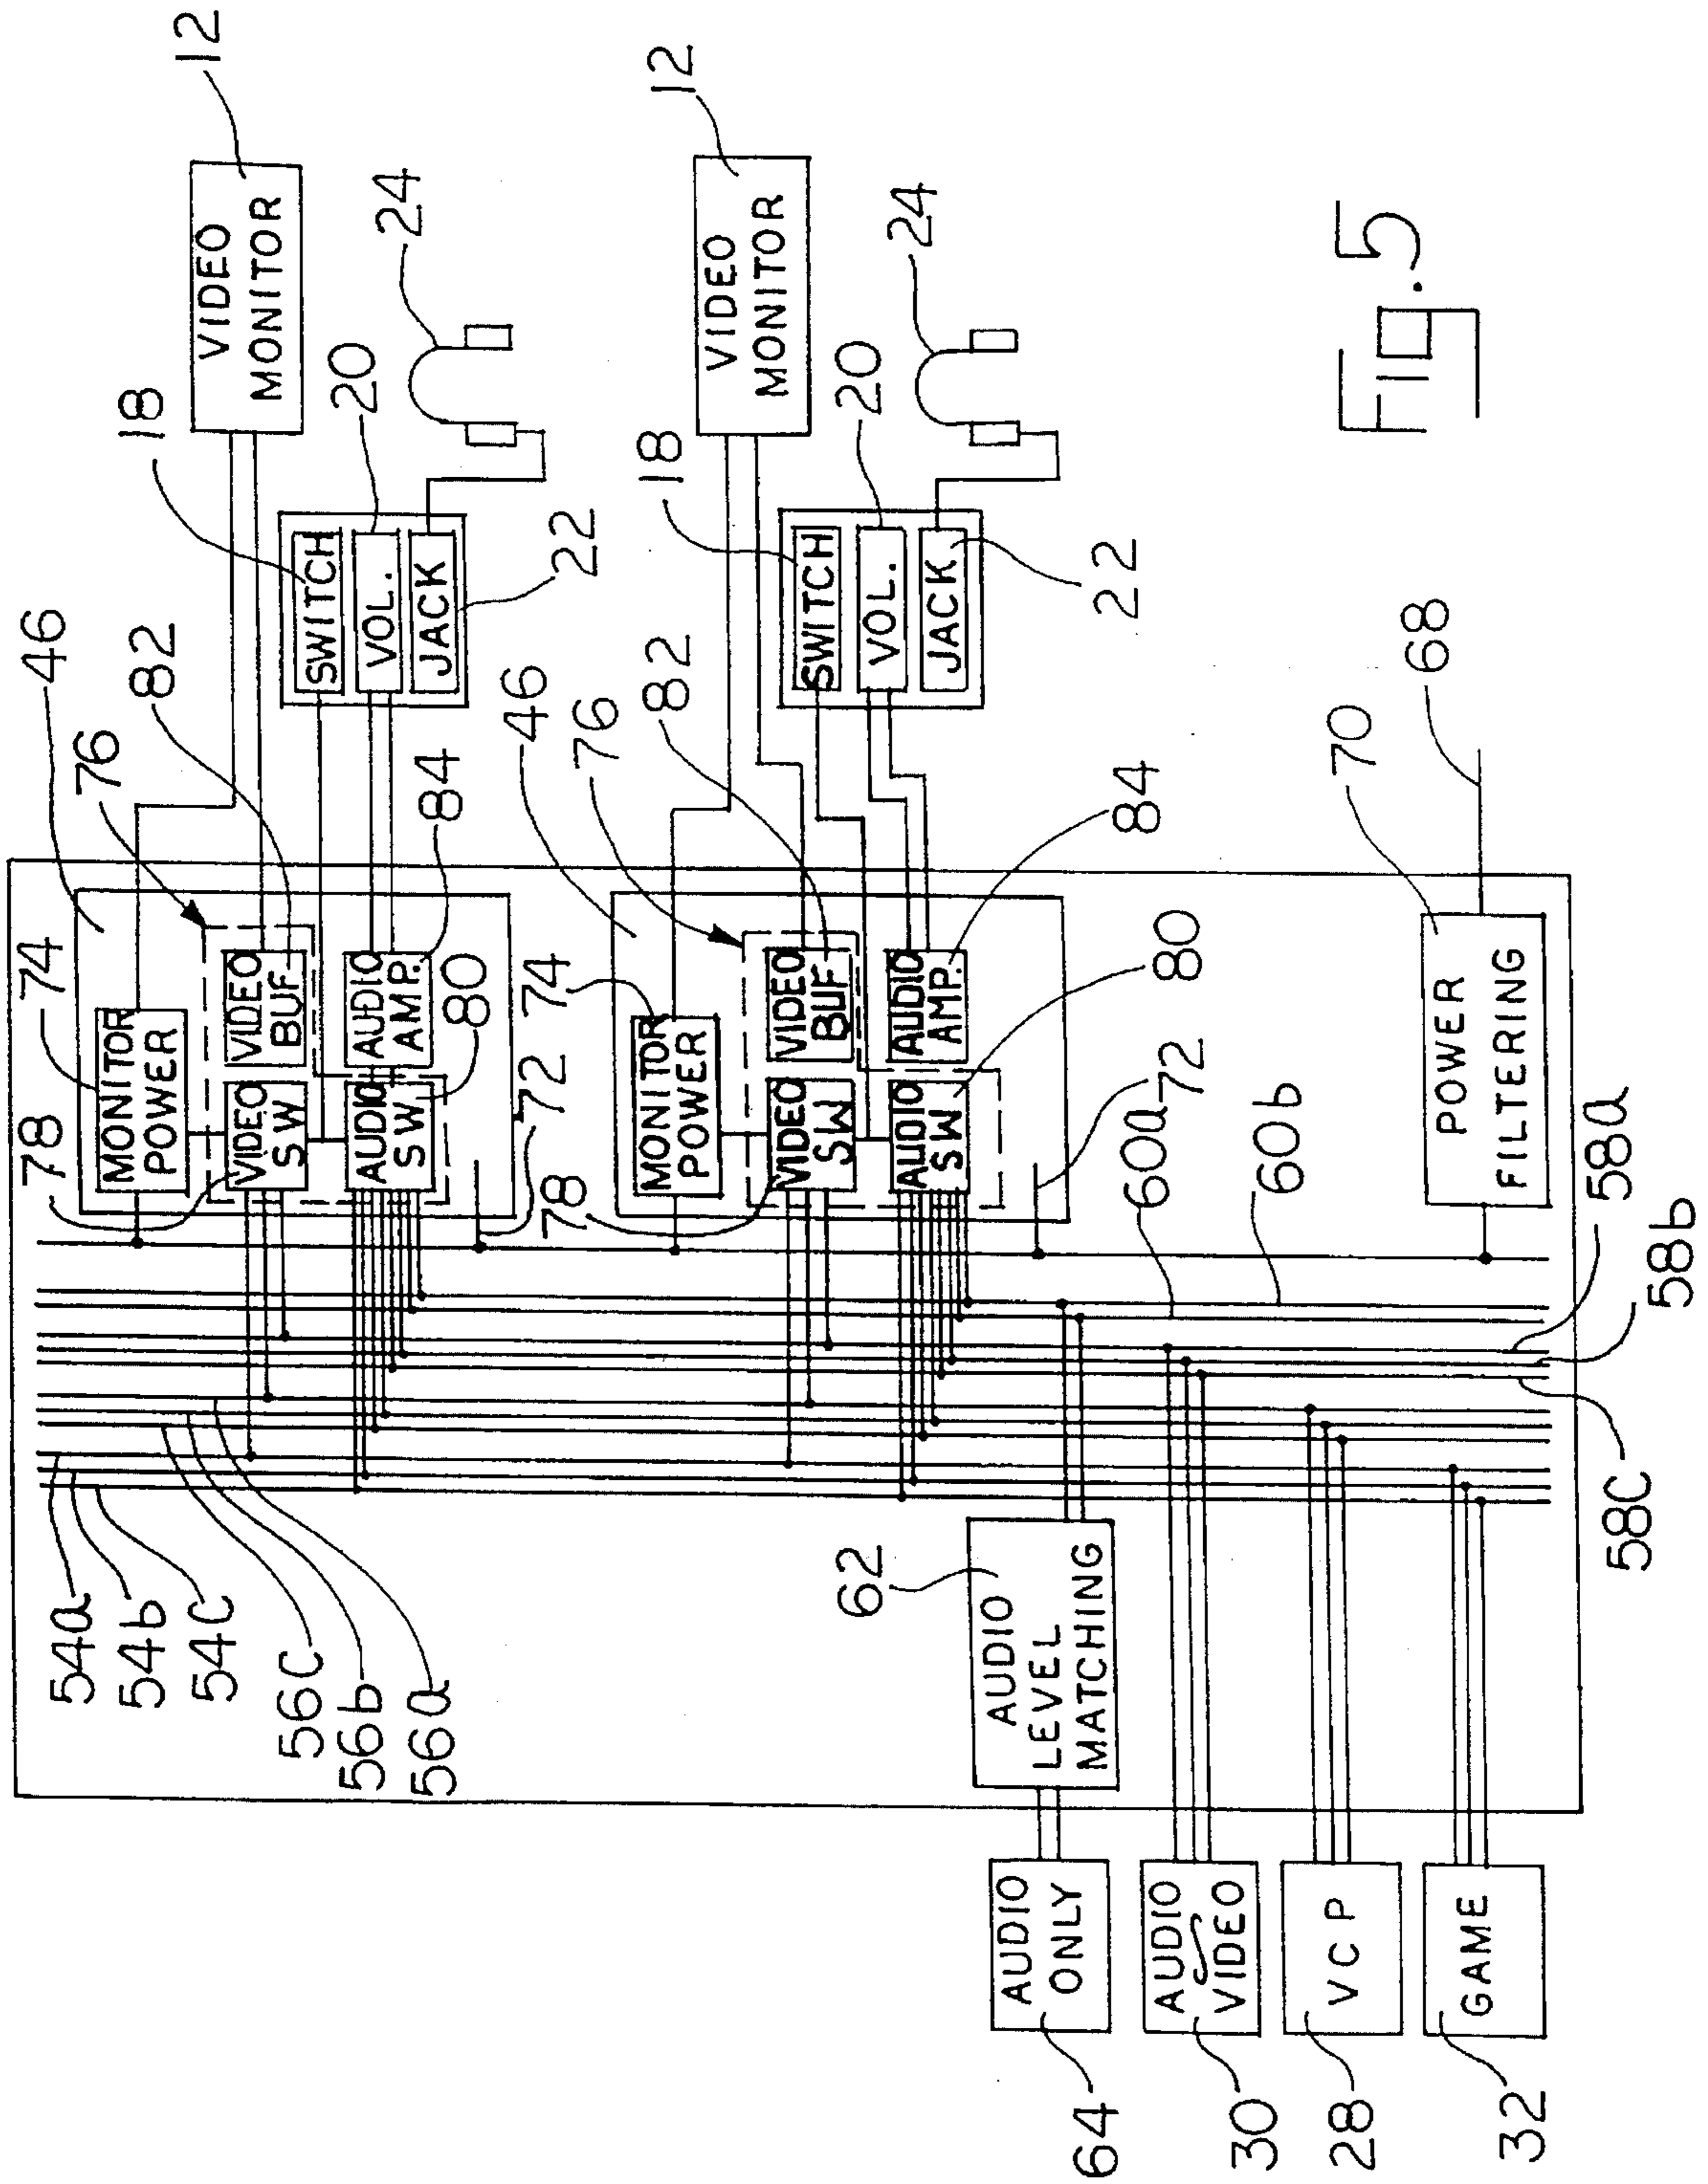 12
VIDEO
MONITOR
18
20
24
SWITCH
VOL.
JACK
22
46
82
76
74
MONITOR
POWER
VIDEO
BUF
VIDEO
SW
78
AUDIO
AMP.
84
AUDIO
SW
80
72
12
VIDEO
MONITOR
18
20
24
SWITCH
VOL.
JACK
22
46
82
76
74
MONITOR
POWER
VIDEO
BUF
VIDEO
SW
78
AUDIO
AMP.
84
AUDIO
SW
80
72
60a
60b
68
70
POWER
FILTERING
58a
58b
58C
54a
54b
54C
56C
56b
56a
62
AUDIO
LEVEL
MATCHING
AUDIO
ONLY
64
AUDIO
VIDEO
30
VCP
28
GAME
32
Fig. 5